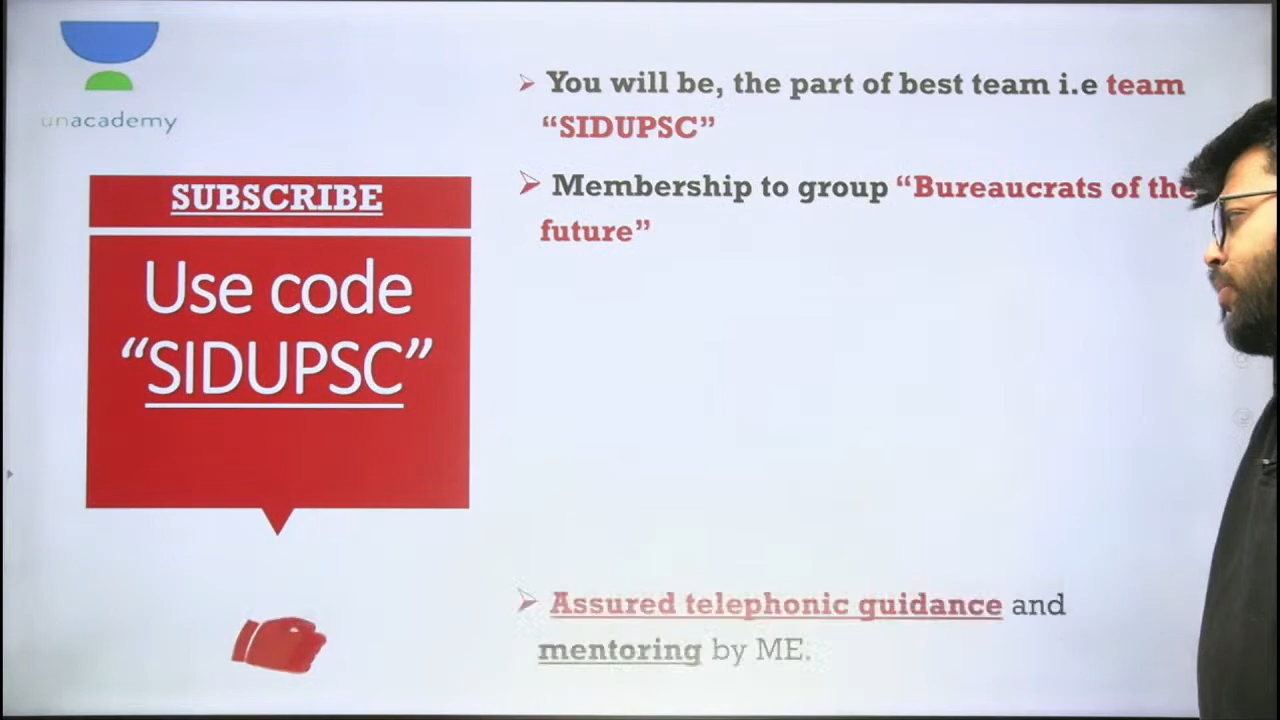 unacademy
SUBSCRIBE
Use code
“SIDUPSC”
➢ You will be, the part of best team i.e team
“SIDUPSC”
➢ Membership to group “Bureaucrats of the
future”
➢ Assured telephonic guidance and
mentoring by ME.